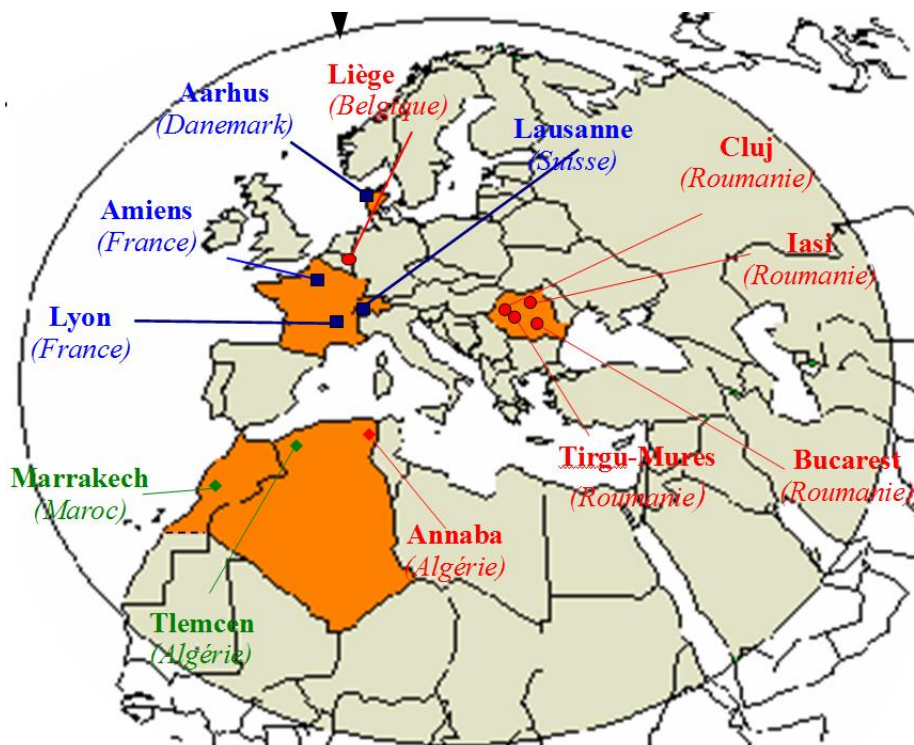 Liège
(Belgique)
Aarhus
(Danemark)
Lausanne
(Suisse)
Cluj
(Roumanie)
Amiens
(France)
Iasi
(Roumanie)
Lyon
(France)
Tirgu-Mures
(Roumanie)
Bucarest
(Roumanie)
Marrakech
(Maroc)
Annaba
(Algérie)
Tlemcen
(Algérie)